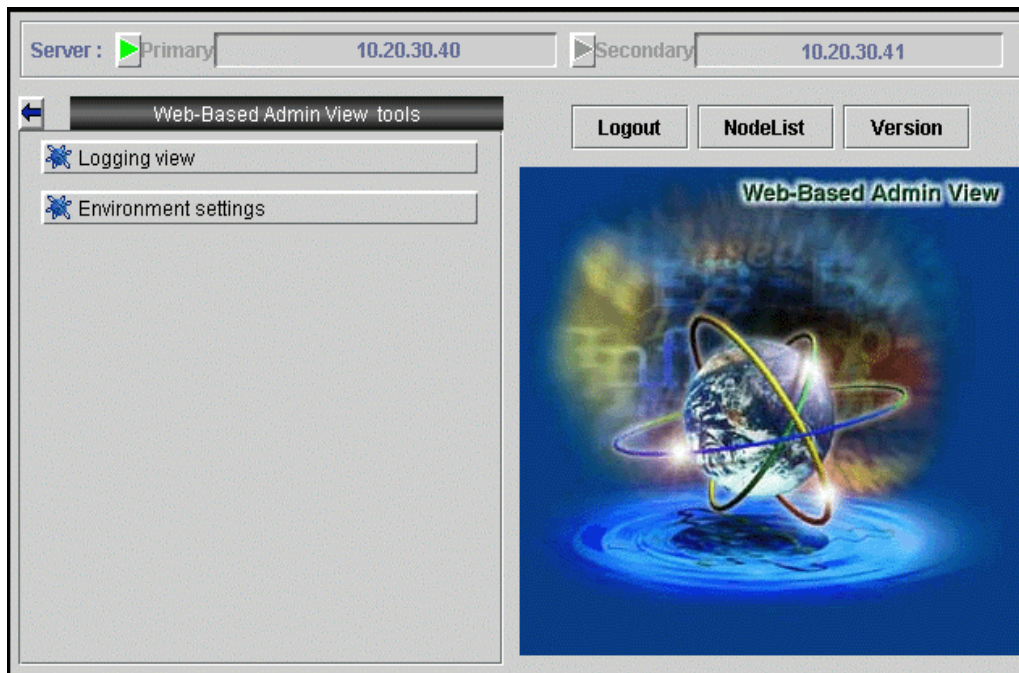 Server : Primary 10.20.30.40 Secondary 10.20.30.41
Web-Based Admin View tools
Logout NodeList Version
Logging view
Environment settings
Web-Based Admin View